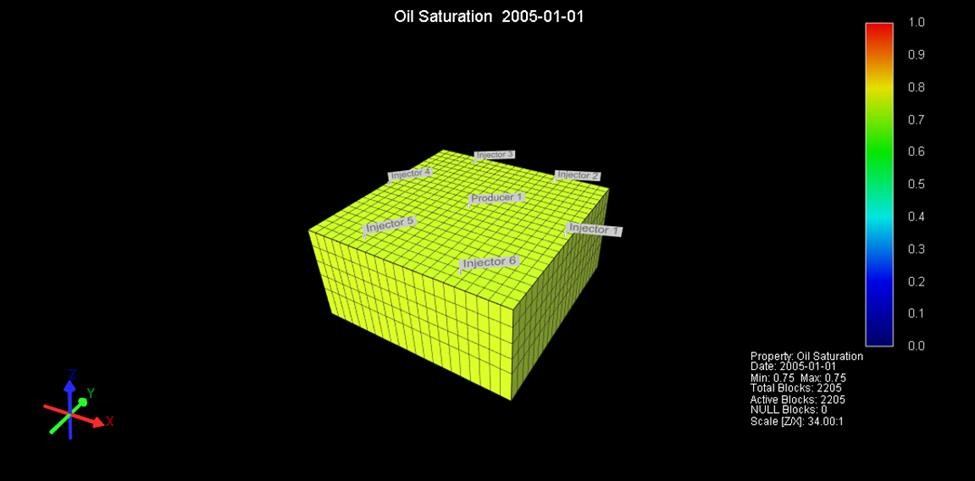 Oil Saturation 2005-01-01
1.0
0.9
0.8
0.7
0.6
0.5
0.4
0.3
0.2
0.1
0.0
Injector 3
Injector 4
Injector 2
Producer 1
Injector 5
Injector 1
Injector 6
Property: Oil Saturation
Date: 2005-01-01
Min: 0.75 Max: 0.75
Total Blocks: 2205
Active Blocks: 2205
NULL Blocks: 0
Scale [Z/X]: 34.00:1
Z
Y
X